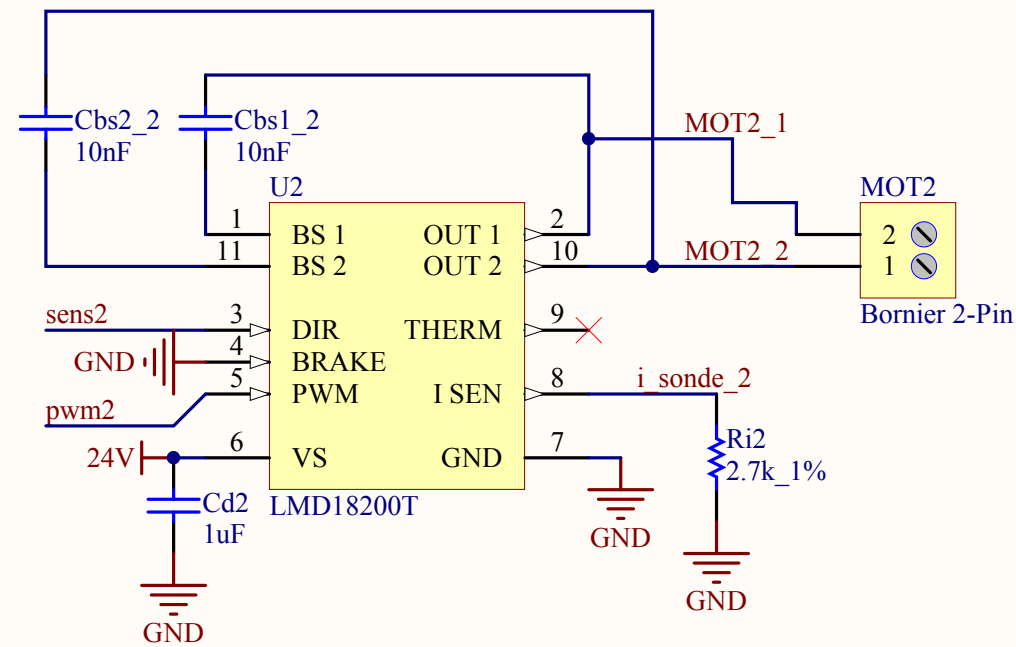 Cbs2_2
10nF
Cbs1_2
10nF
MOT2_1
U2
MOT2
1 BS 1 OUT 1 2
11 BS 2 OUT 2 10
MOT2_2
2
1
Bornier 2-Pin
sens2
3 DIR THERM 9
GND 4 BRAKE
pwm2
5 PWM I SEN 8
i_sonde_2
24V 6 VS GND 7
LMD18200T
Ri2
2.7k_1%
Cd2
1uF
GND
GND
GND